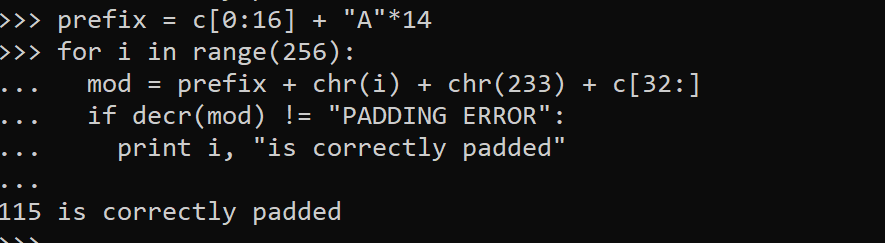 >>> prefix = c[0:16] + "A"*14
>>> for i in range(256):
...   mod = prefix + chr(i) + chr(233) + c[32:]
...   if decr(mod) != "PADDING ERROR":
...     print i, "is correctly padded"
...
115 is correctly padded
>>>